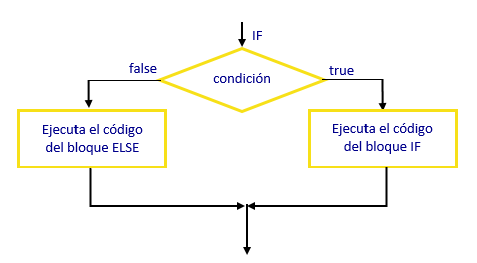 IF
false
condición
true
Ejecuta el código
del bloque ELSE
Ejecuta el código
del bloque IF